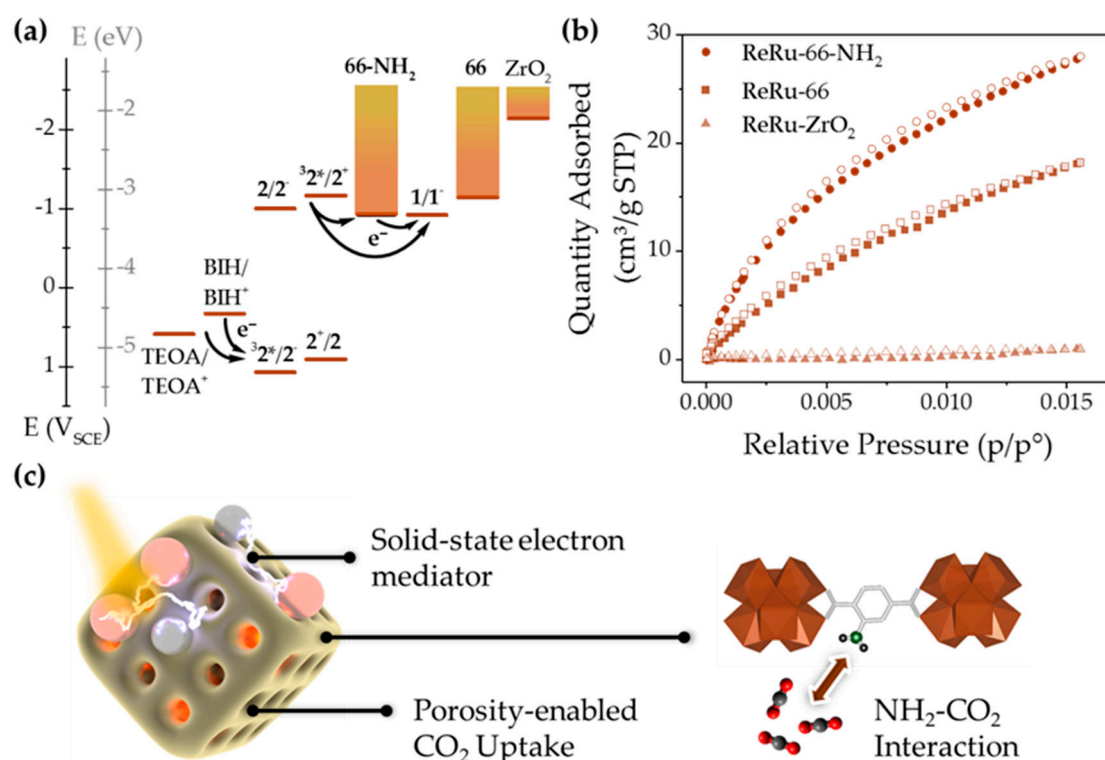 (a)
E (eV)
-2
-3
-4
-5
-2
-1
0
1
E (V_SCE)
66-NH₂
66
ZrO₂
2/2⁻
³2*/2⁺
1/1⁻
e⁻
BIH/
BIH⁺
e⁻
TEOA/
TEOA⁺
³2*/2⁻
2⁺/2
(b)
30
20
10
0
Quantity Adsorbed
(cm³/g STP)
ReRu-66-NH₂
ReRu-66
ReRu-ZrO₂
0.000
0.005
0.010
0.015
Relative Pressure (p/p°)
(c)
Solid-state electron
mediator
Porosity-enabled
CO₂ Uptake
NH₂-CO₂
Interaction